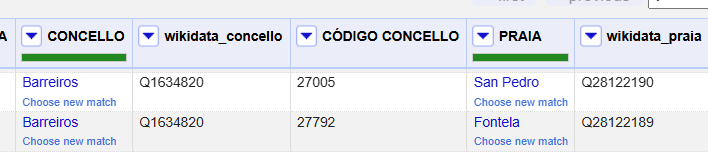 A CONCELLO wikidata_concello CÓDIGO CONCELLO PRAIA wikidata_praia
Barreiros Q1634820 27005 San Pedro Q28122190
Choose new match Choose new match
Barreiros Q1634820 27792 Fontela Q28122189
Choose new match Choose new match